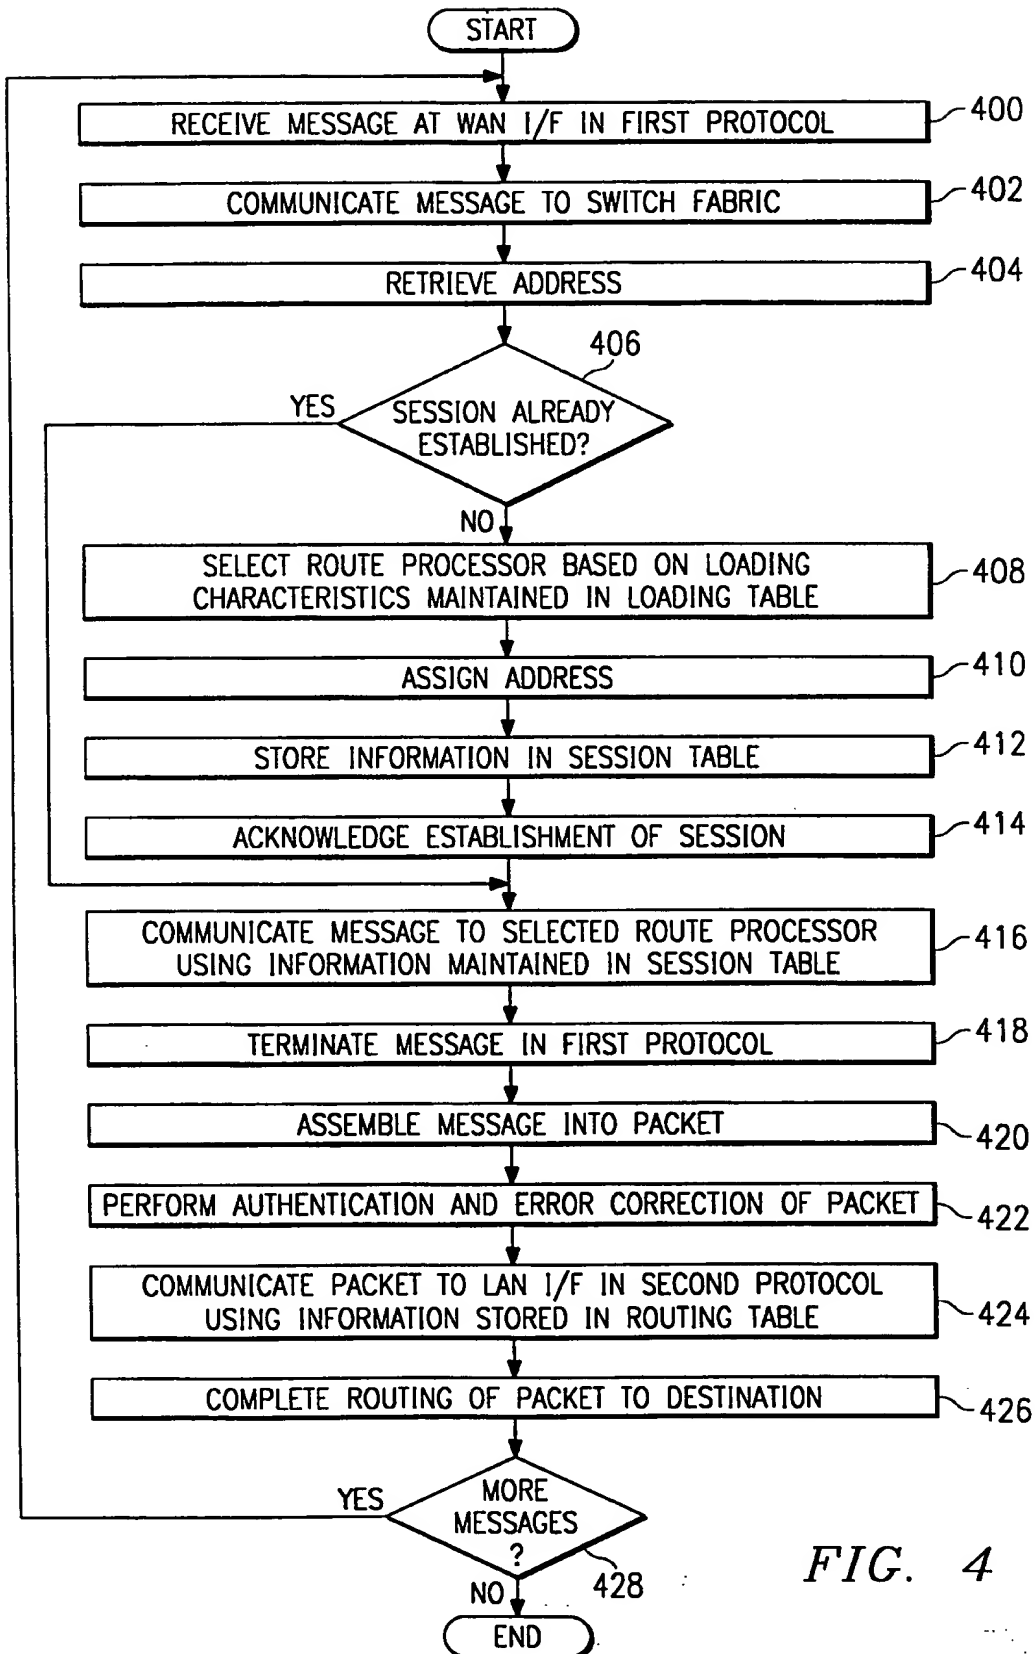 START
RECEIVE MESSAGE AT WAN I/F IN FIRST PROTOCOL
400
COMMUNICATE MESSAGE TO SWITCH FABRIC
402
RETRIEVE ADDRESS
404
406
YES
SESSION ALREADY
ESTABLISHED?
NO
SELECT ROUTE PROCESSOR BASED ON LOADING
CHARACTERISTICS MAINTAINED IN LOADING TABLE
408
ASSIGN ADDRESS
410
STORE INFORMATION IN SESSION TABLE
412
ACKNOWLEDGE ESTABLISHMENT OF SESSION
414
COMMUNICATE MESSAGE TO SELECTED ROUTE PROCESSOR
USING INFORMATION MAINTAINED IN SESSION TABLE
416
TERMINATE MESSAGE IN FIRST PROTOCOL
418
ASSEMBLE MESSAGE INTO PACKET
420
PERFORM AUTHENTICATION AND ERROR CORRECTION OF PACKET
422
COMMUNICATE PACKET TO LAN I/F IN SECOND PROTOCOL
USING INFORMATION STORED IN ROUTING TABLE
424
COMPLETE ROUTING OF PACKET TO DESTINATION
426
YES
MORE
MESSAGES
?
428
NO
END
FIG. 4